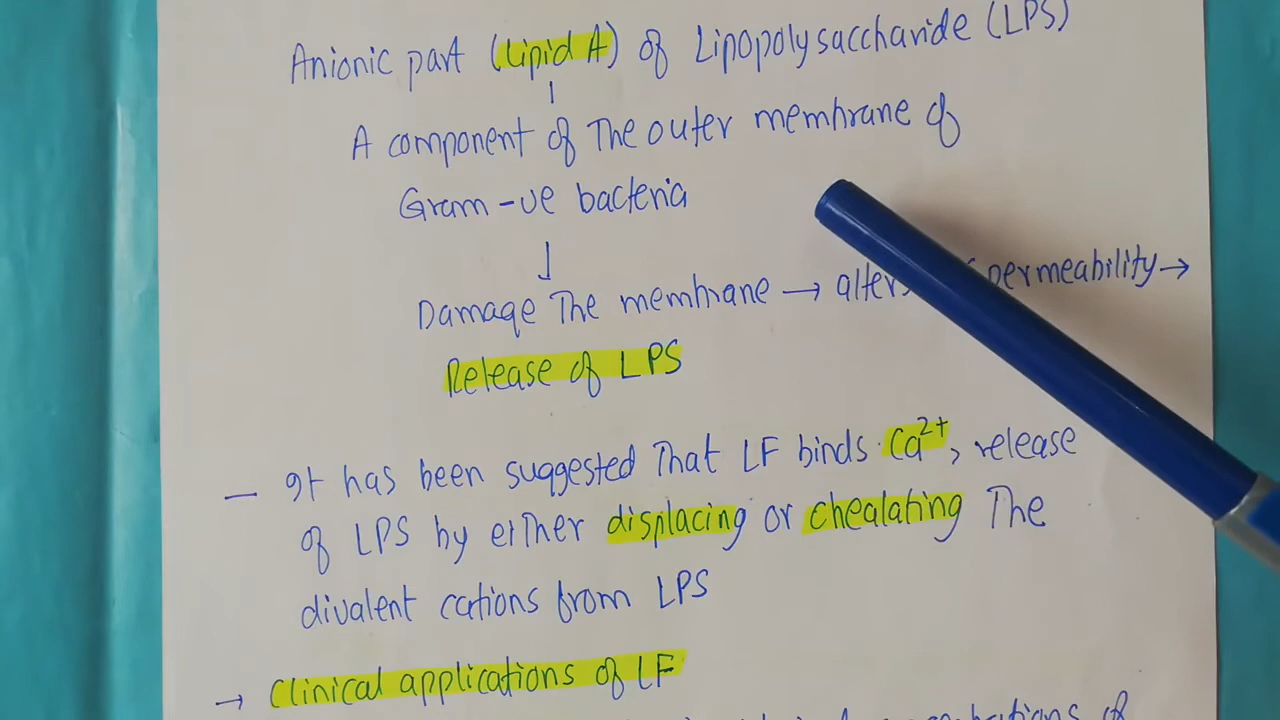 Anionic part (Lipid A) of Lipopolysaccharide (LPS)
A component of The outer membrane of
Gram -ve bacteria
Damage The membrane → alters permeability →
Release of LPS
— It has been suggested That LF binds Ca²⁺, release
of LPS by either displacing or chealating The
divalent cations from LPS
→ Clinical applications of LF
of